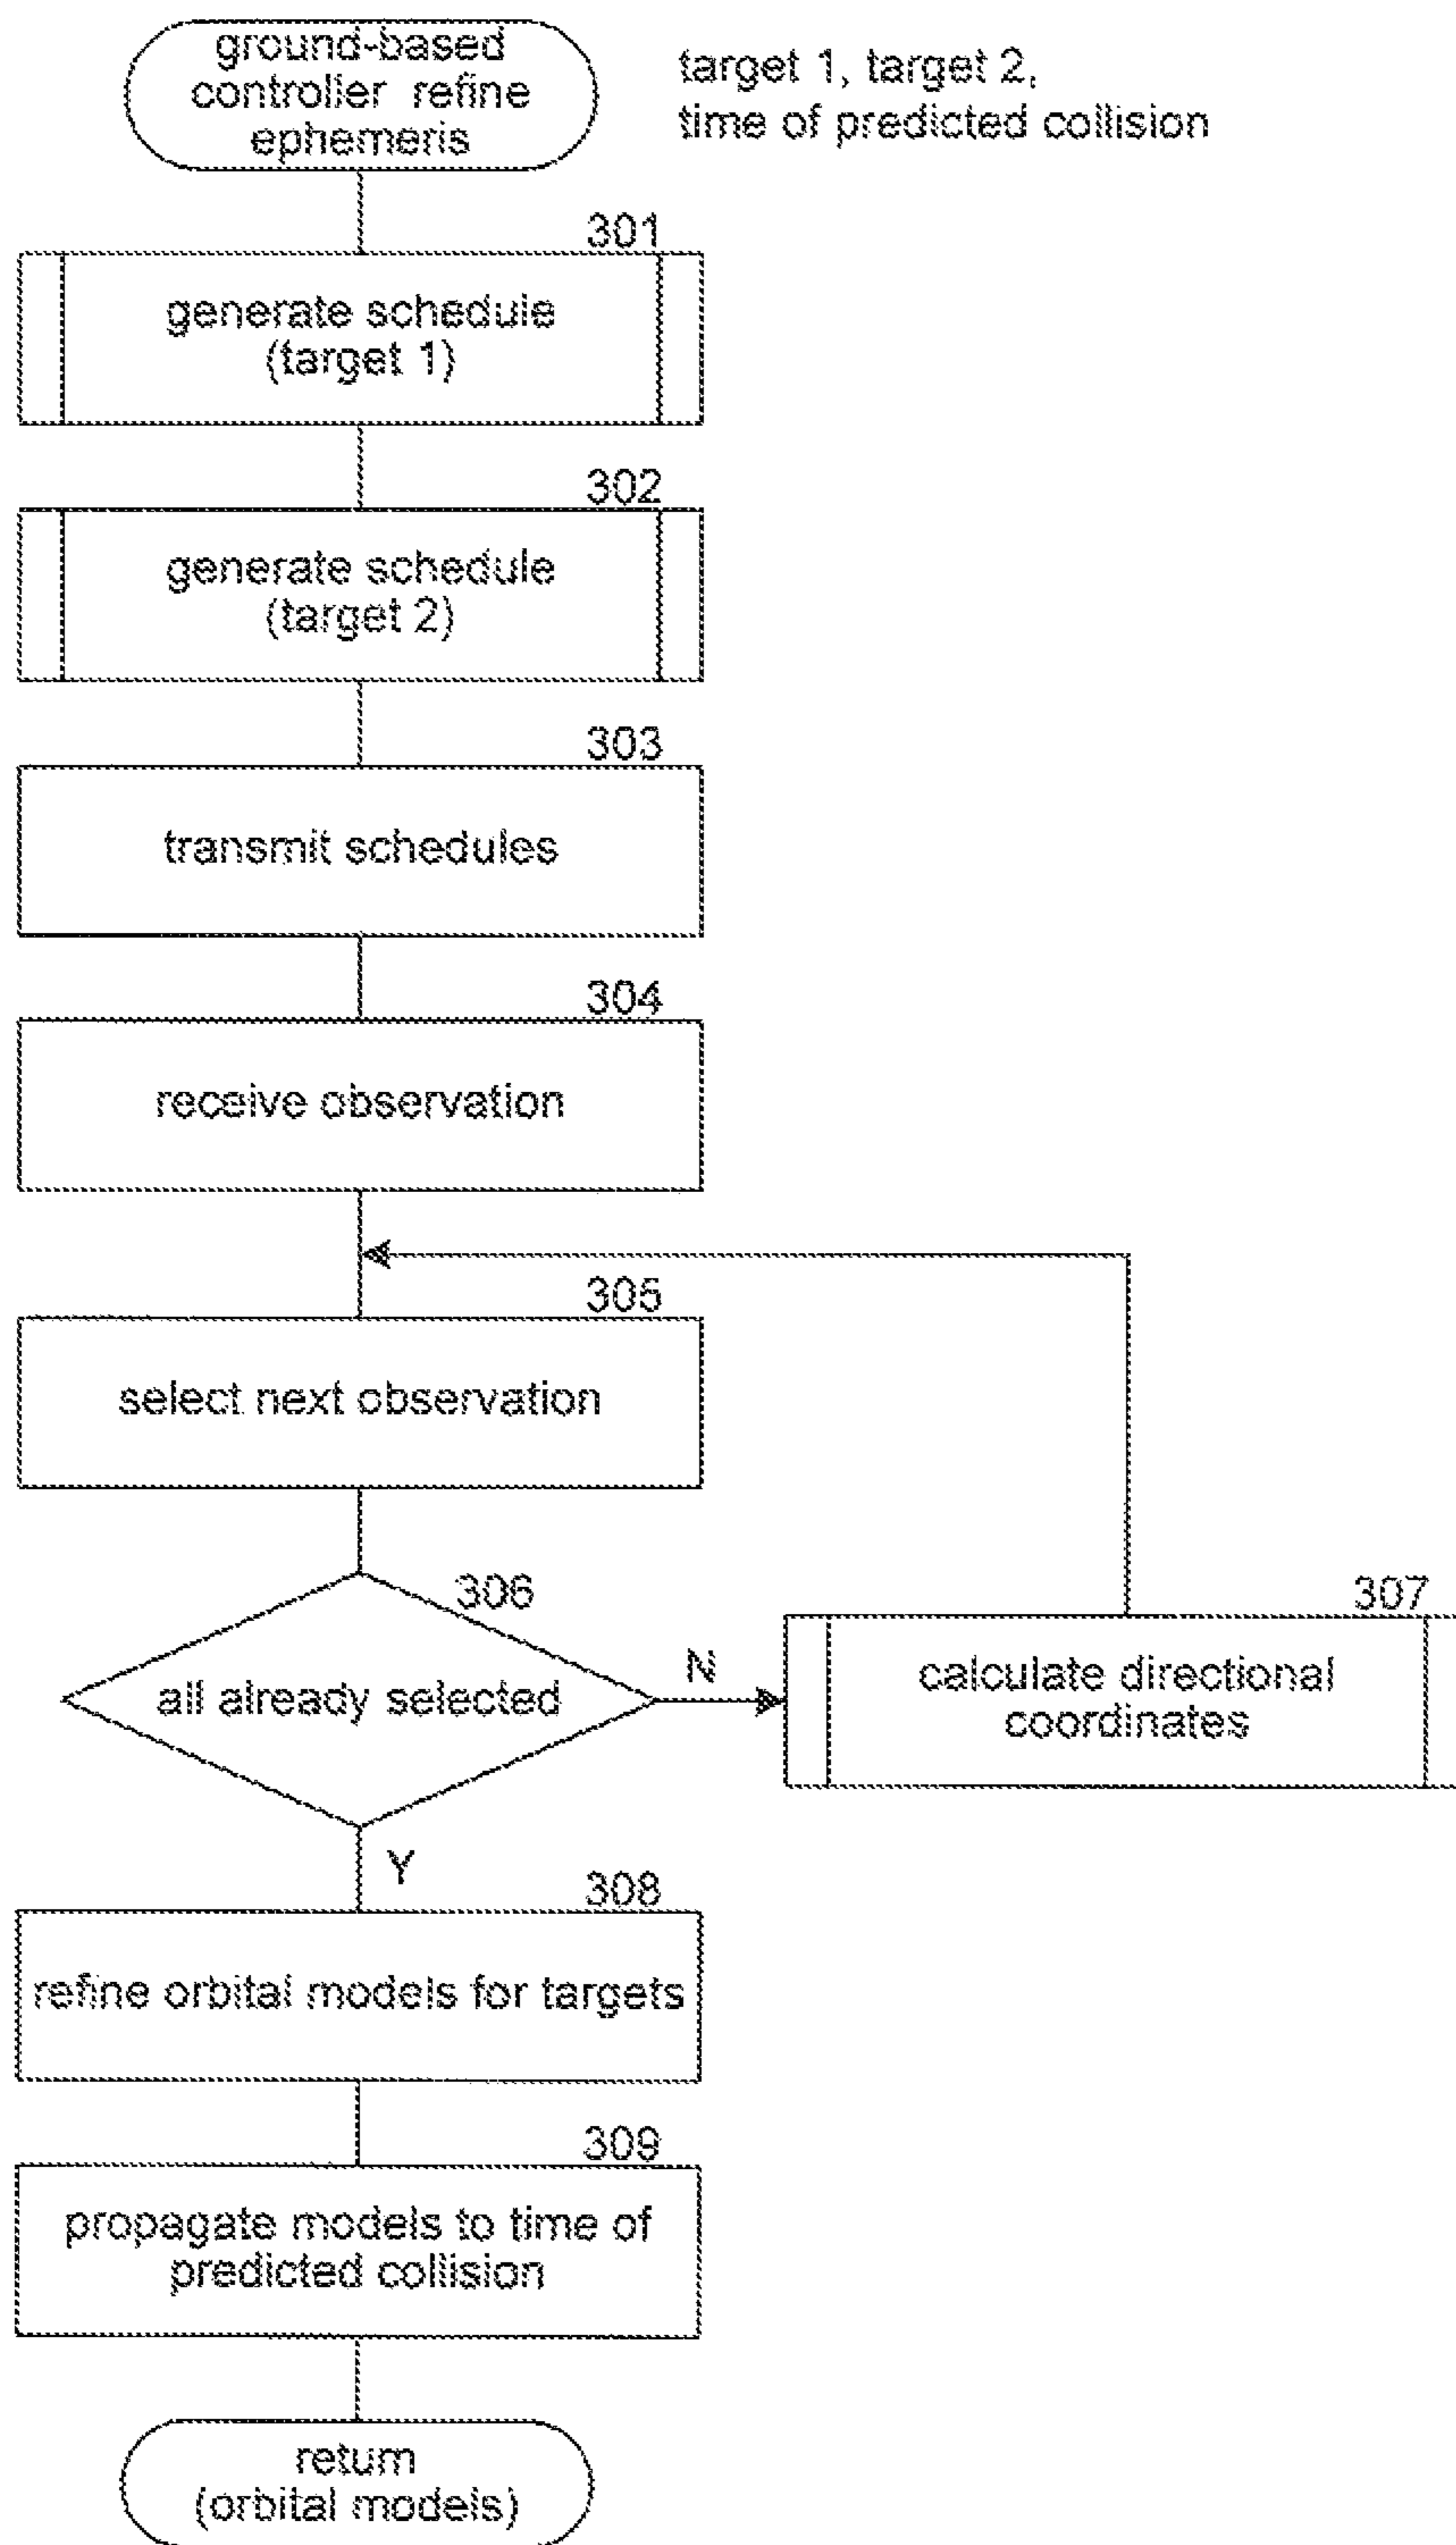 ground-based
controller refine
ephemeris
target 1, target 2,
time of predicted collision
301
generate schedule
(target 1)
302
generate schedule
(target 2)
303
transmit schedules
304
receive observation
305
select next observation
306
all already selected
N
307
calculate directional
coordinates
Y
308
refine orbital models for targets
309
propagate models to time of
predicted collision
return
(orbital models)